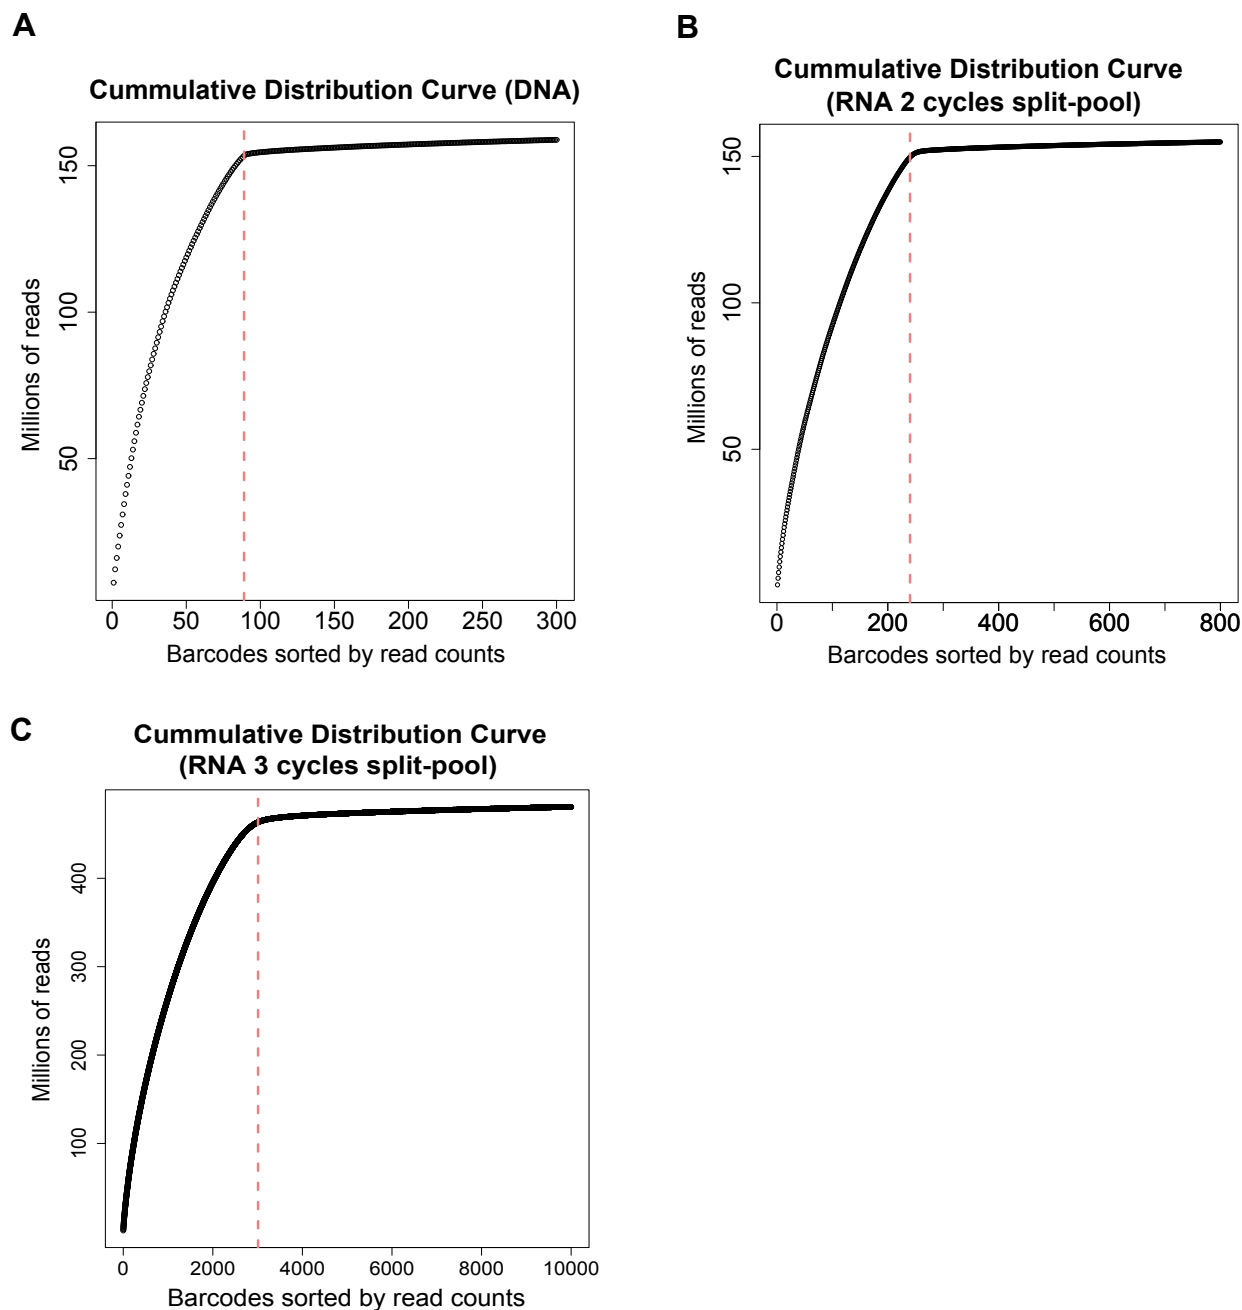 A
Cummulative Distribution Curve (DNA)
Millions of reads
150
100
50
0 50 100 150 200 250 300
Barcodes sorted by read counts
B
Cummulative Distribution Curve
(RNA 2 cycles split-pool)
Millions of reads
150
100
50
0 200 400 600 800
Barcodes sorted by read counts
C
Cummulative Distribution Curve
(RNA 3 cycles split-pool)
Millions of reads
400
300
200
100
0 2000 4000 6000 8000 10000
Barcodes sorted by read counts